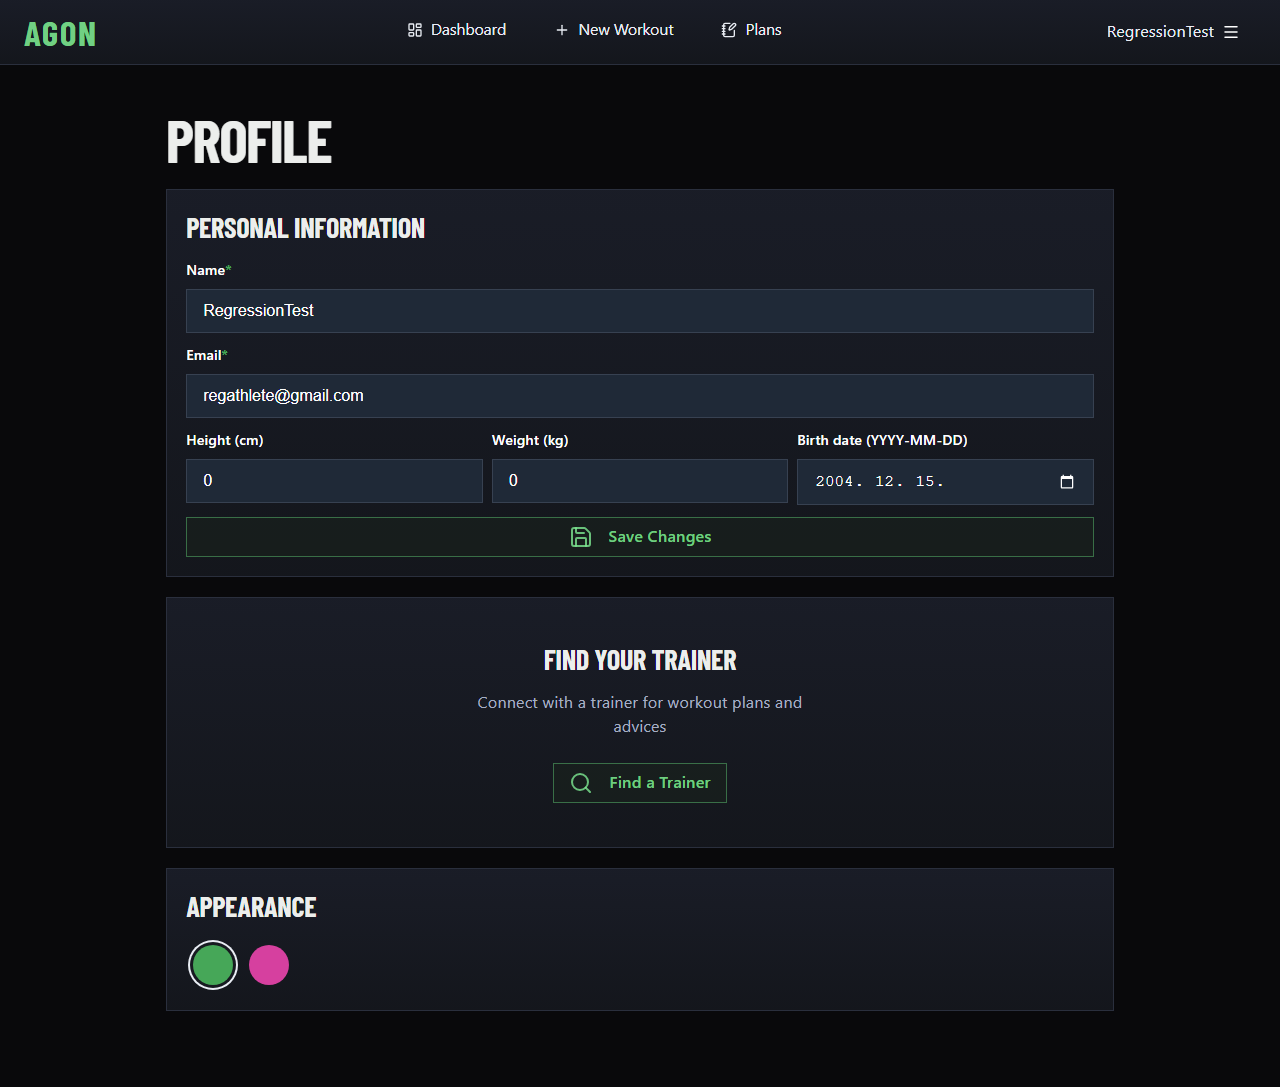 AGON
Dashboard
New Workout
Plans
RegressionTest
PROFILE
PERSONAL INFORMATION
Name*
RegressionTest
Email*
regathlete@gmail.com
Height (cm)
Weight (kg)
Birth date (YYYY-MM-DD)
0
0
2004. 12. 15.
Save Changes
FIND YOUR TRAINER
Connect with a trainer for workout plans and
advices
Find a Trainer
APPEARANCE